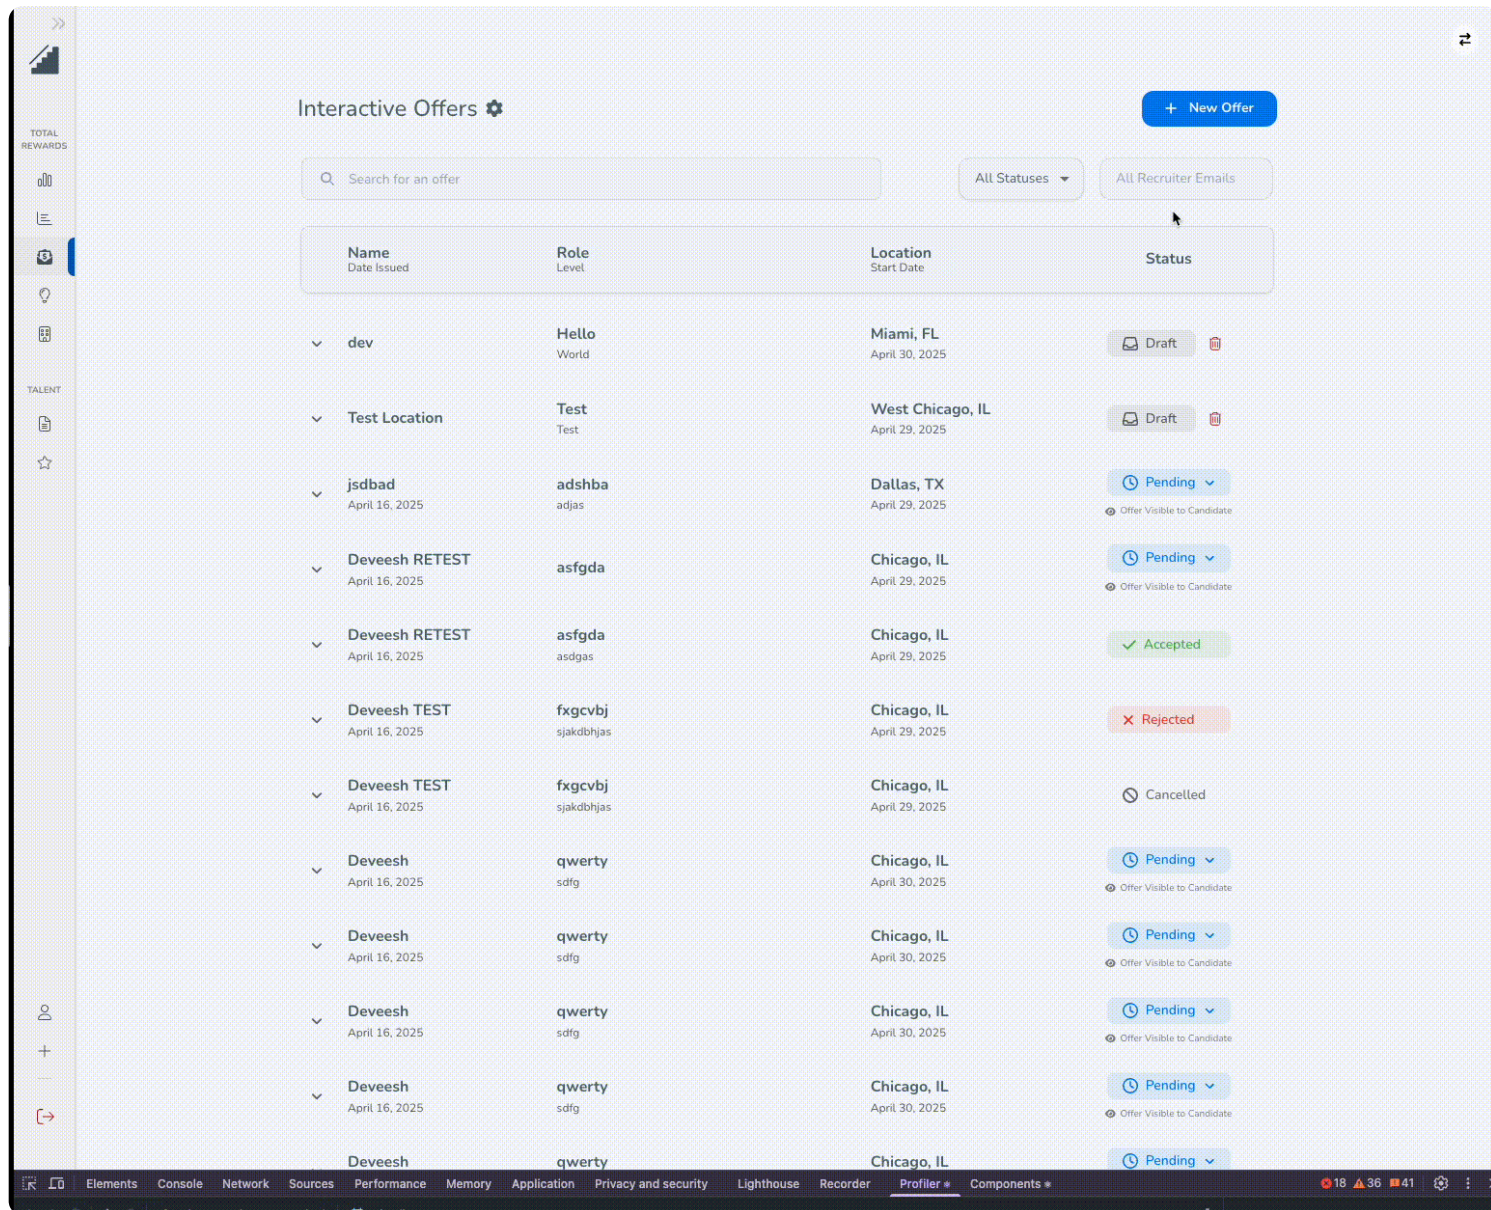 TOTAL
REWARDS
TALENT
Interactive Offers
+ New Offer
Search for an offer
All Statuses
All Recruiter Emails
Name
Date Issued
Role
Level
Location
Start Date
Status
dev
Hello
World
Miami, FL
April 30, 2025
Draft
Test Location
Test
Test
West Chicago, IL
April 29, 2025
Draft
jsdbad
April 16, 2025
adshba
adjas
Dallas, TX
April 29, 2025
Pending
Offer Visible to Candidate
Deveesh RETEST
April 16, 2025
asfgda
Chicago, IL
April 29, 2025
Pending
Offer Visible to Candidate
Deveesh RETEST
April 16, 2025
asfgda
asdgas
Chicago, IL
April 29, 2025
Accepted
Deveesh TEST
April 16, 2025
fxgcvbj
sjakdbhjas
Chicago, IL
April 29, 2025
Rejected
Deveesh TEST
April 16, 2025
fxgcvbj
sjakdbhjas
Chicago, IL
April 29, 2025
Cancelled
Deveesh
April 16, 2025
qwerty
sdfg
Chicago, IL
April 30, 2025
Pending
Offer Visible to Candidate
Deveesh
April 16, 2025
qwerty
sdfg
Chicago, IL
April 30, 2025
Pending
Offer Visible to Candidate
Deveesh
April 16, 2025
qwerty
sdfg
Chicago, IL
April 30, 2025
Pending
Offer Visible to Candidate
Deveesh
April 16, 2025
qwerty
sdfg
Chicago, IL
April 30, 2025
Pending
Offer Visible to Candidate
Deveesh
qwerty
Chicago, IL
Pending
Elements Console Network Sources Performance Memory Application Privacy and security Lighthouse Recorder Profiler Components 18 36 41